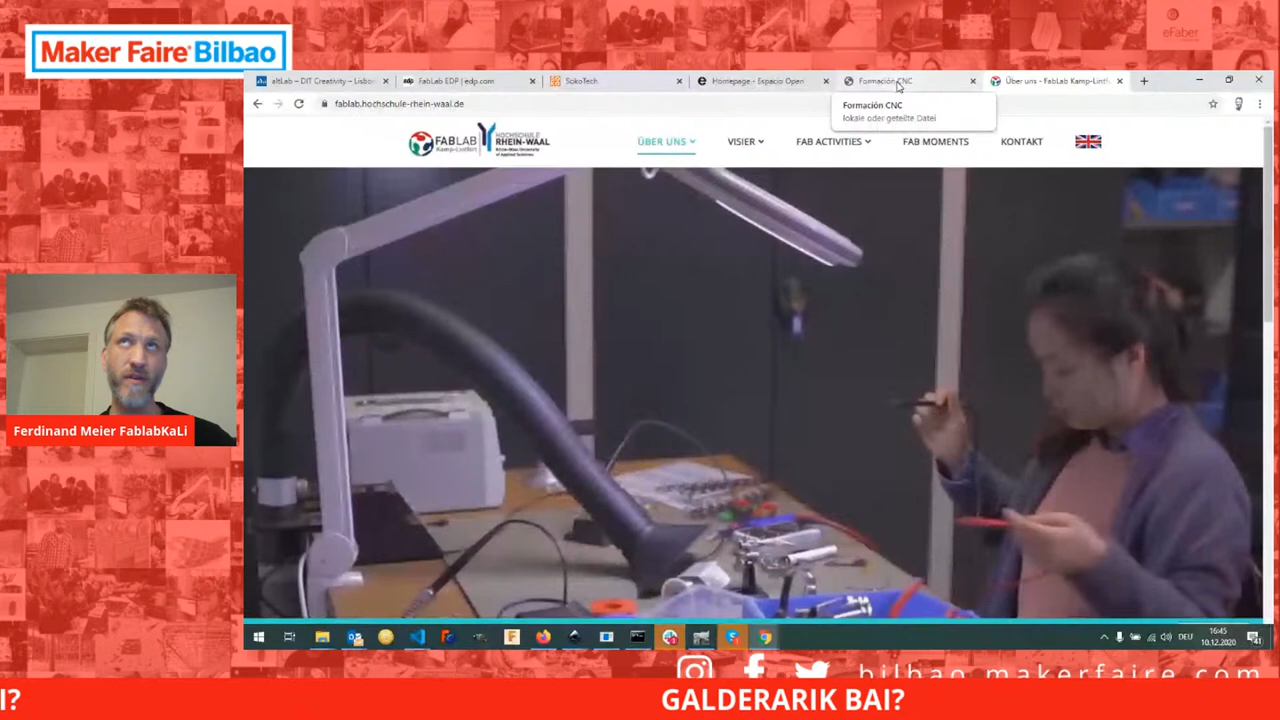 Maker Faire Bilbao
eFaber
altLab – DIT Creativity – Lisbo
FabLab EDP | edp.com
SokoTech
Homepage - Espacio Open
Formación CNC
Über uns - FabLab Kamp-Lintf
fablab.hochschule-rhein-waal.de
Formación CNC
lokale oder geteilte Datei
FABLAB
Kamp-Lintfort
HOCHSCHULE
RHEIN-WAAL
Rhine-Waal University
of Applied Sciences
ÜBER UNS
VISIER
FAB ACTIVITIES
FAB MOMENTS
KONTAKT
Ferdinand Meier FablabKaLi
DEU
16:45
10.12.2020
bilbao.makerfaire.com
I?
GALDERARIK BAI?